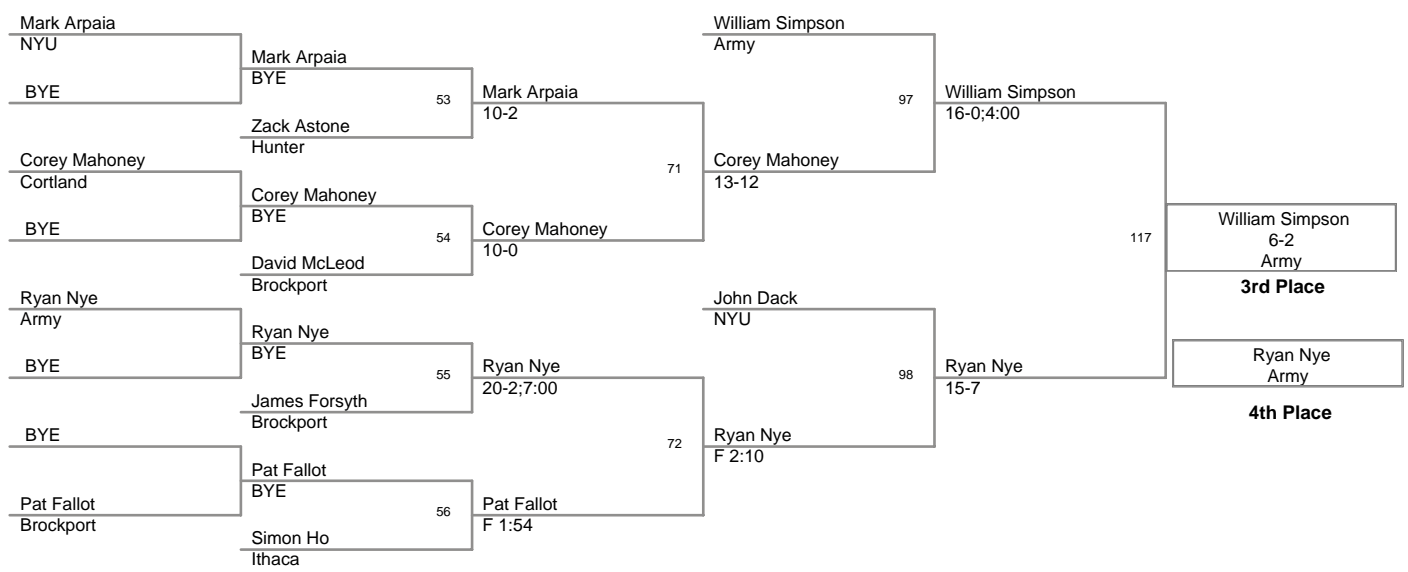 Mark Arpaia
NYU
BYE
Corey Mahoney
Cortland
BYE
Ryan Nye
Army
BYE
BYE
Pat Fallot
Brockport
Mark Arpaia
BYE
53
Zack Astone
Hunter
Corey Mahoney
BYE
54
David McLeod
Brockport
Ryan Nye
BYE
55
James Forsyth
Brockport
Pat Fallot
BYE
56
Simon Ho
Ithaca
Mark Arpaia
10-2
71
Corey Mahoney
10-0
Ryan Nye
20-2;7:00
72
Pat Fallot
F 1:54
William Simpson
Army
97
Corey Mahoney
13-12
John Dack
NYU
98
Ryan Nye
F 2:10
William Simpson
16-0;4:00
117
Ryan Nye
15-7
William Simpson
6-2
Army
3rd Place
Ryan Nye
Army
4th Place